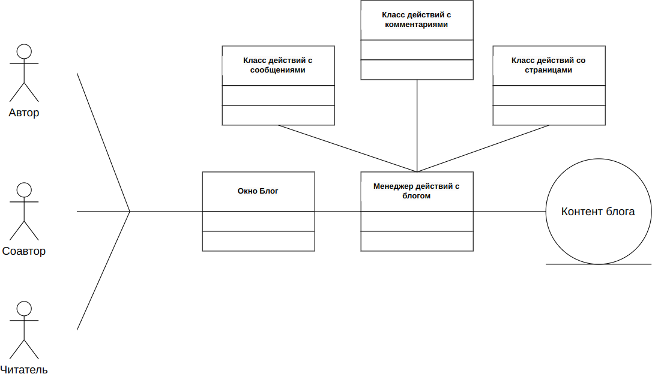 Класс действий с
комментариями
Класс действий с
сообщениями
Класс действий со
страницами
Автор
Окно Блог
Менеджер действий с
блогом
Контент блога
Соавтор
Читатель